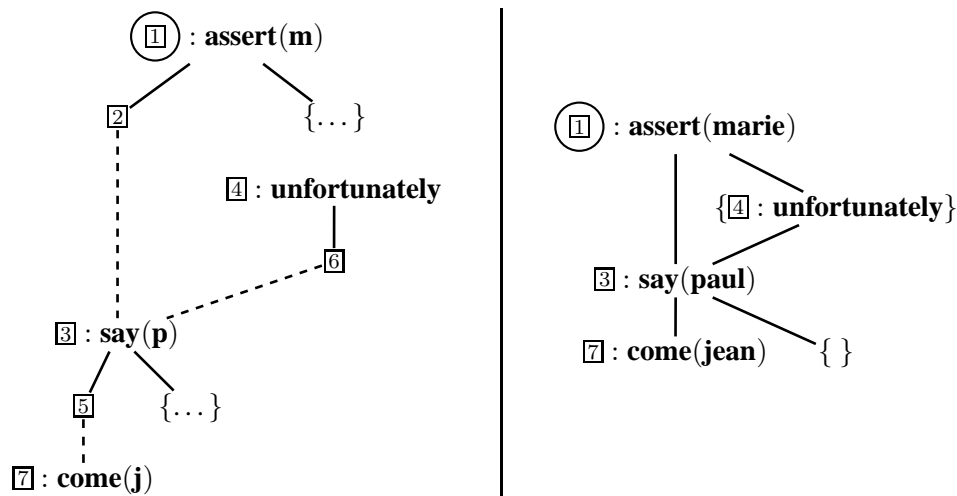 1 : assert(m)
2
{...}
4 : unfortunately
6
3 : say(p)
5
{...}
7 : come(j)
1 : assert(marie)
{4 : unfortunately}
3 : say(paul)
7 : come(jean)
{ }